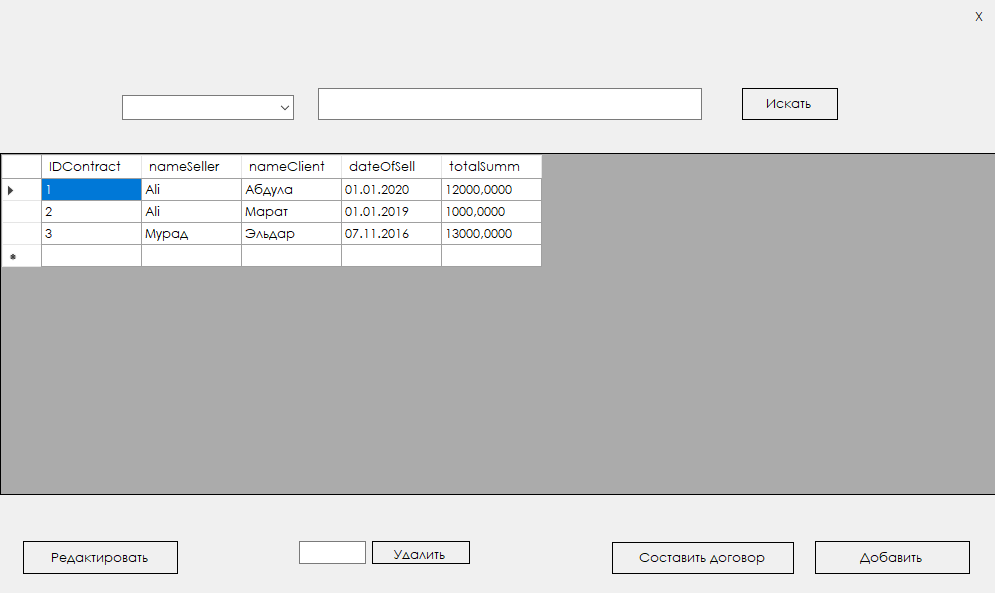 X
Искать
IDContract nameSeller nameClient dateOfSell totalSumm
1 Ali Абдула 01.01.2020 12000,0000
2 Ali Марат 01.01.2019 1000,0000
3 Мурад Эльдар 07.11.2016 13000,0000
Редактировать Удалить Составить договор Добавить